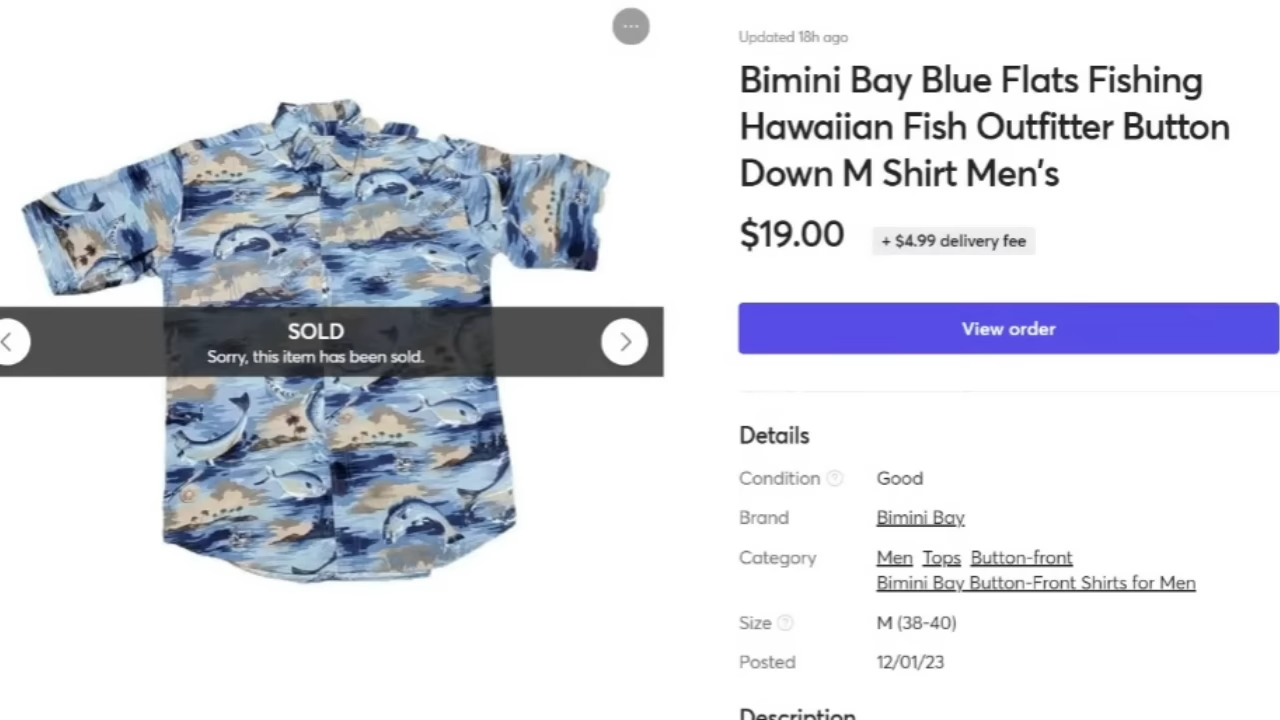 Updated 18h ago
Bimini Bay Blue Flats Fishing
Hawaiian Fish Outfitter Button
Down M Shirt Men's
$19.00 + $4.99 delivery fee
SOLD
Sorry, this item has been sold.
View order
Details
Condition Good
Brand Bimini Bay
Category Men Tops Button-front
Bimini Bay Button-Front Shirts for Men
Size M (38-40)
Posted 12/01/23
Description